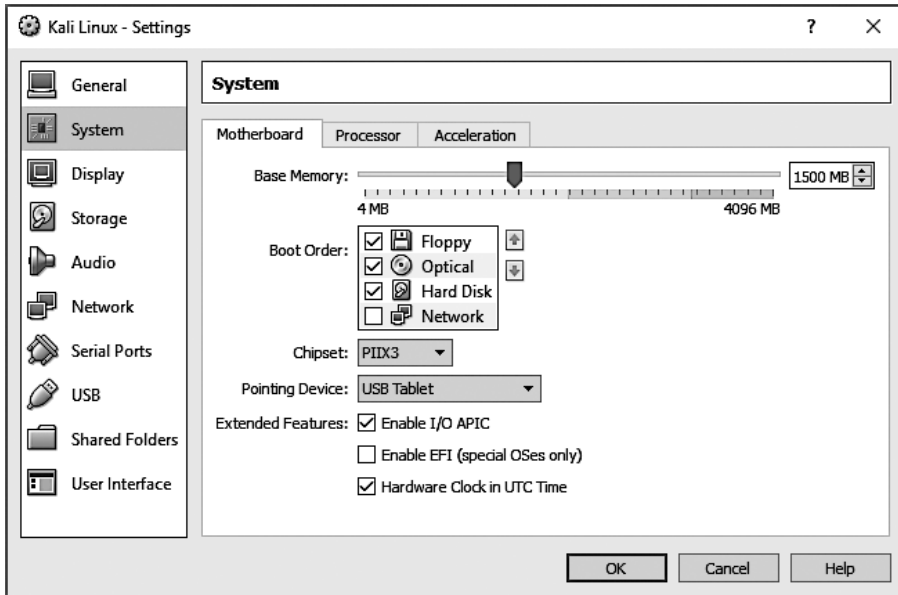 Kali Linux - Settings
?
General
System
Display
Storage
Audio
Network
Serial Ports
USB
Shared Folders
User Interface
System
Motherboard Processor Acceleration
Base Memory: 1500 MB
4 MB 4096 MB
Boot Order: Floppy
Optical
Hard Disk
Network
Chipset: PIIX3
Pointing Device: USB Tablet
Extended Features: Enable I/O APIC
Enable EFI (special OSes only)
Hardware Clock in UTC Time
OK Cancel Help